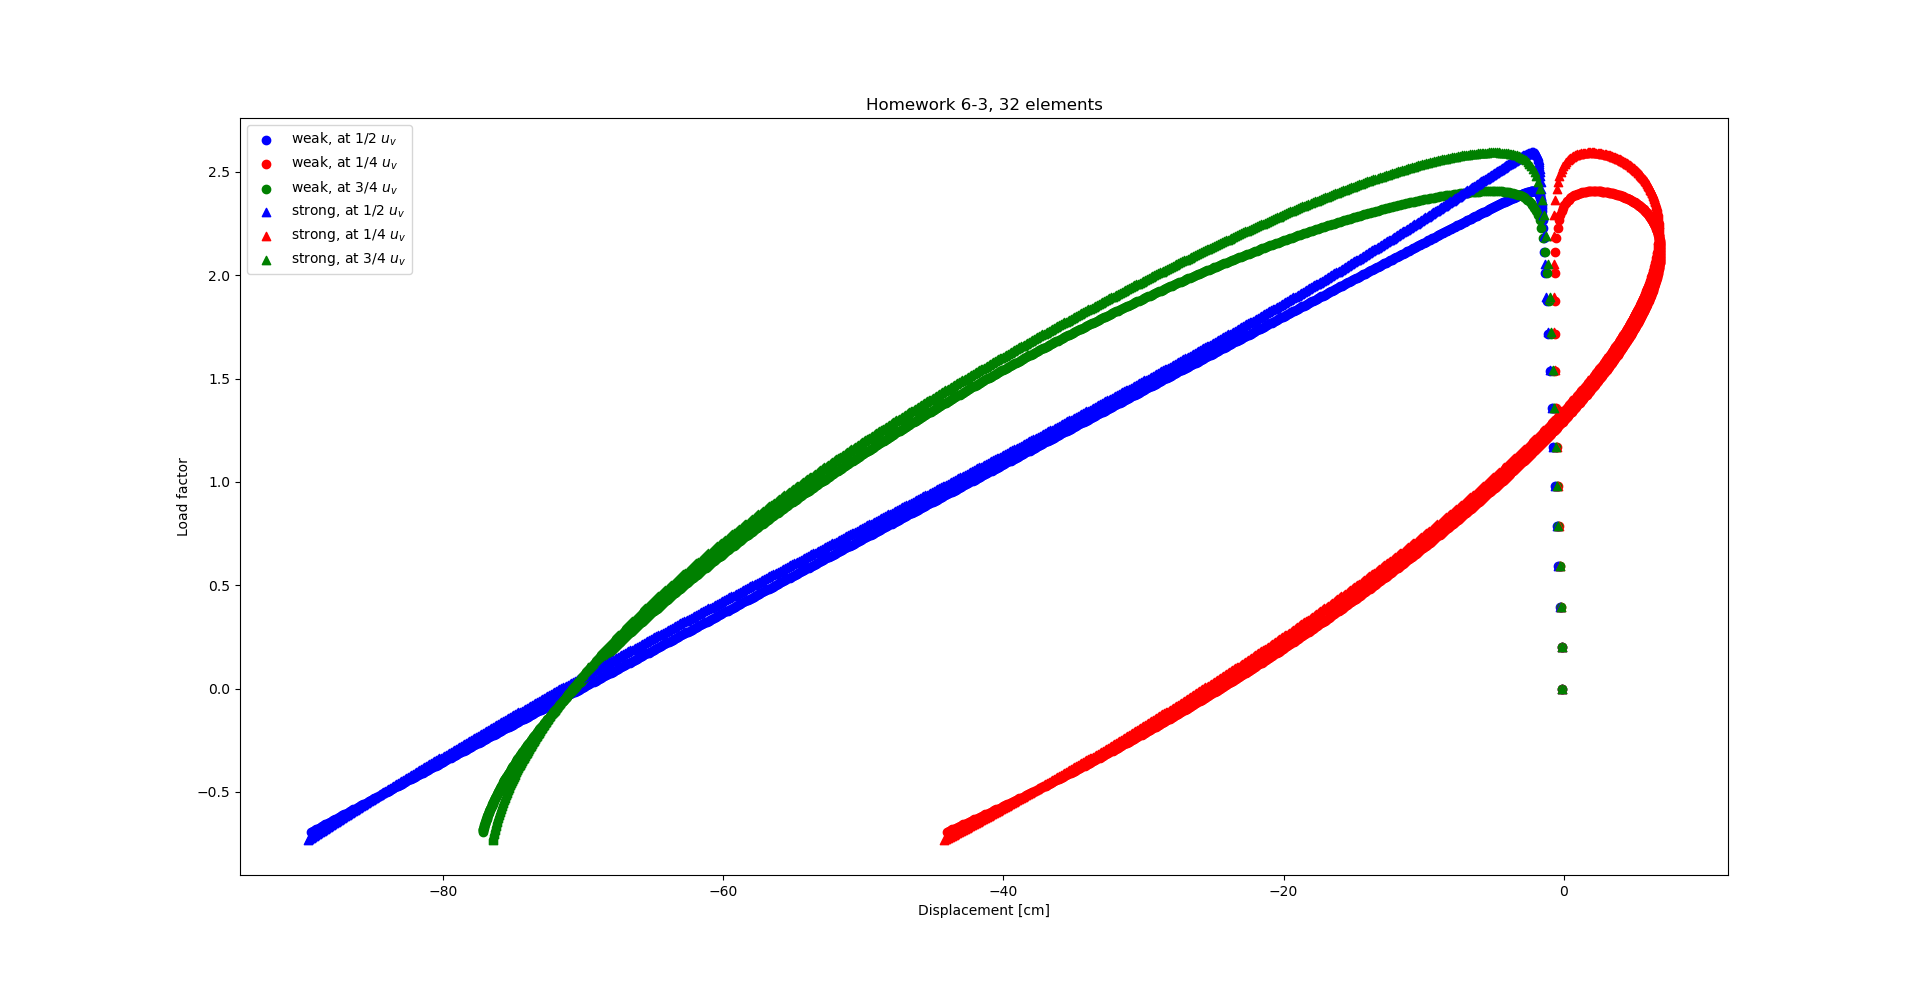 Homework 6-3, 32 elements
weak, at 1/2 u_v
weak, at 1/4 u_v
weak, at 3/4 u_v
strong, at 1/2 u_v
strong, at 1/4 u_v
strong, at 3/4 u_v
2.5
2.0
1.5
1.0
0.5
0.0
−0.5
Load factor
−80 −60 −40 −20 0
Displacement [cm]